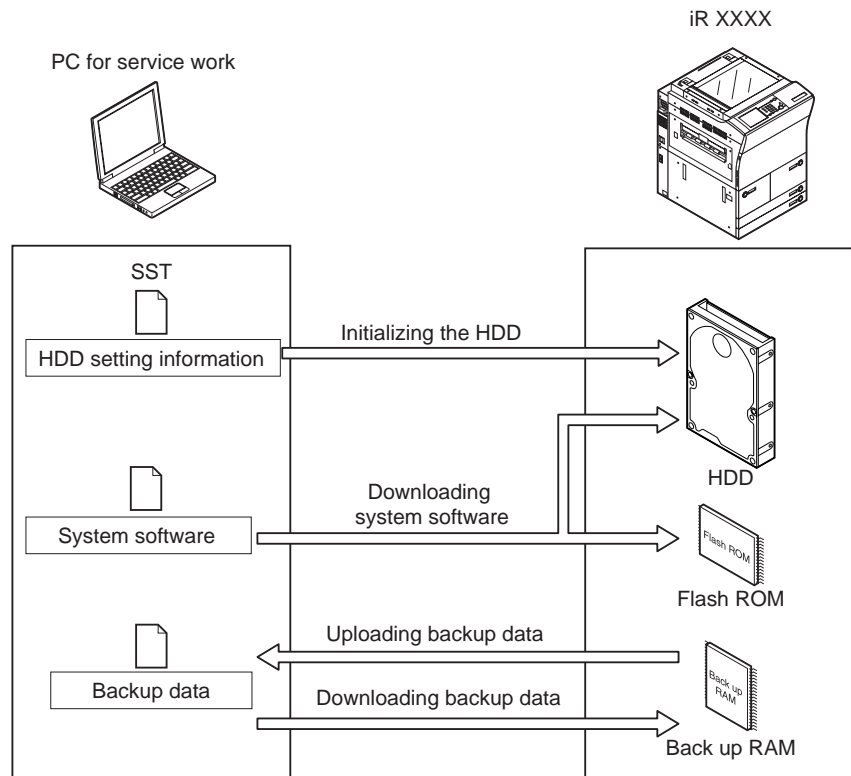 iR XXXX
PC for service work
SST
Initializing the HDD
HDD setting information
HDD
Downloading
system software
System software
Flash ROM
Flash ROM
Uploading backup data
Backup data
Back up
RAM
Downloading backup data
Back up RAM